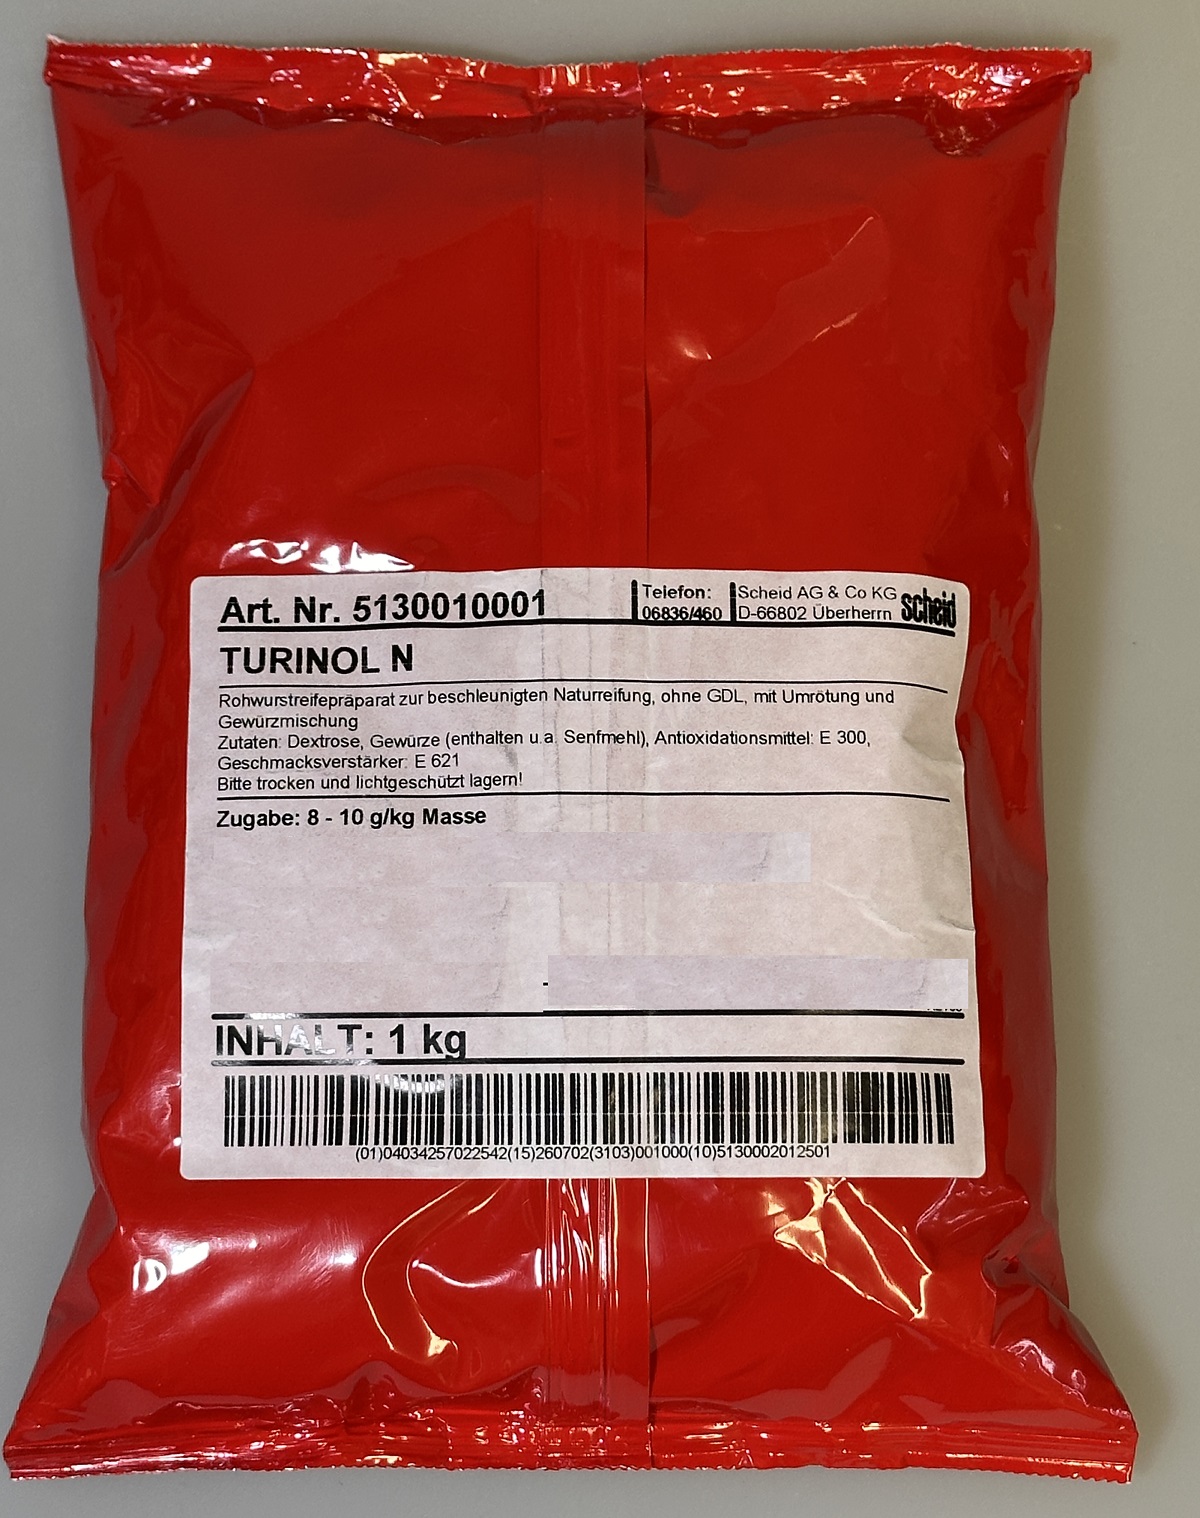 Art. Nr. 5130010001
Telefon:
06836/460
Scheid AG & Co KG
D-66802 Überherrn
scheid
TURINOL N
Rohwurstreifepräparat zur beschleunigten Naturreifung, ohne GDL, mit Umrötung und
Gewürzmischung
Zutaten: Dextrose, Gewürze (enthalten u.a. Senfmehl), Antioxidationsmittel: E 300,
Geschmacksverstärker: E 621
Bitte trocken und lichtgeschützt lagern!
Zugabe: 8 - 10 g/kg Masse
INHALT: 1 kg
(01)04034257022542(15)260702(3103)001000(10)5130002012501